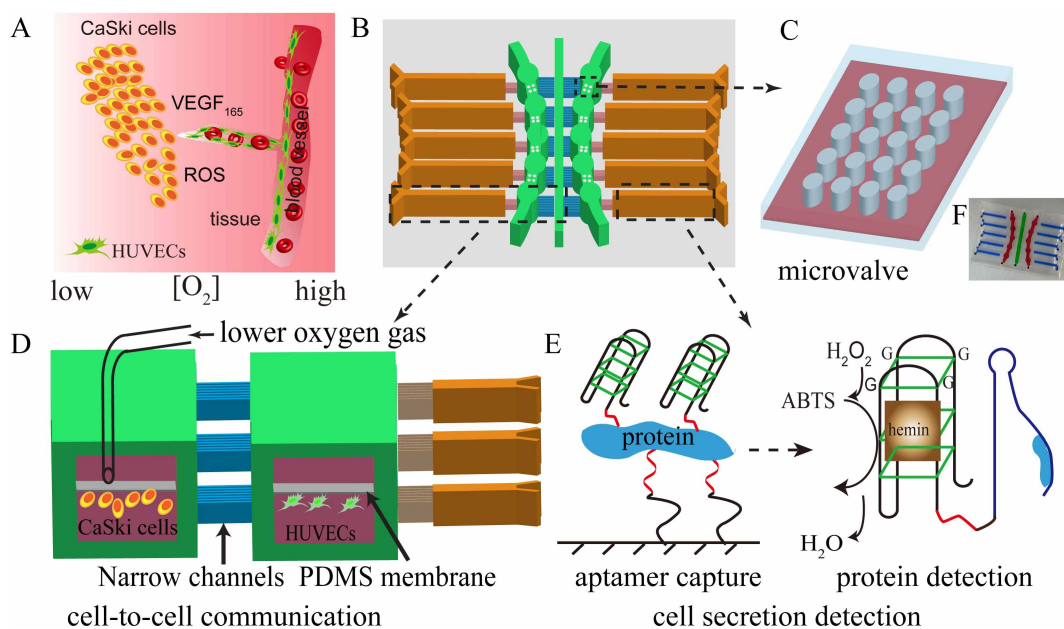 A
CaSki cells
VEGF165
ROS
blood vessel
tissue
HUVECs
low [O2] high
B
C
microvalve
F
D
lower oxygen gas
CaSki cells
HUVECs
Narrow channels PDMS membrane
cell-to-cell communication
E
protein
aptamer capture
H2O2
ABTS
H2O
G G
G G
hemin
protein detection
cell secretion detection